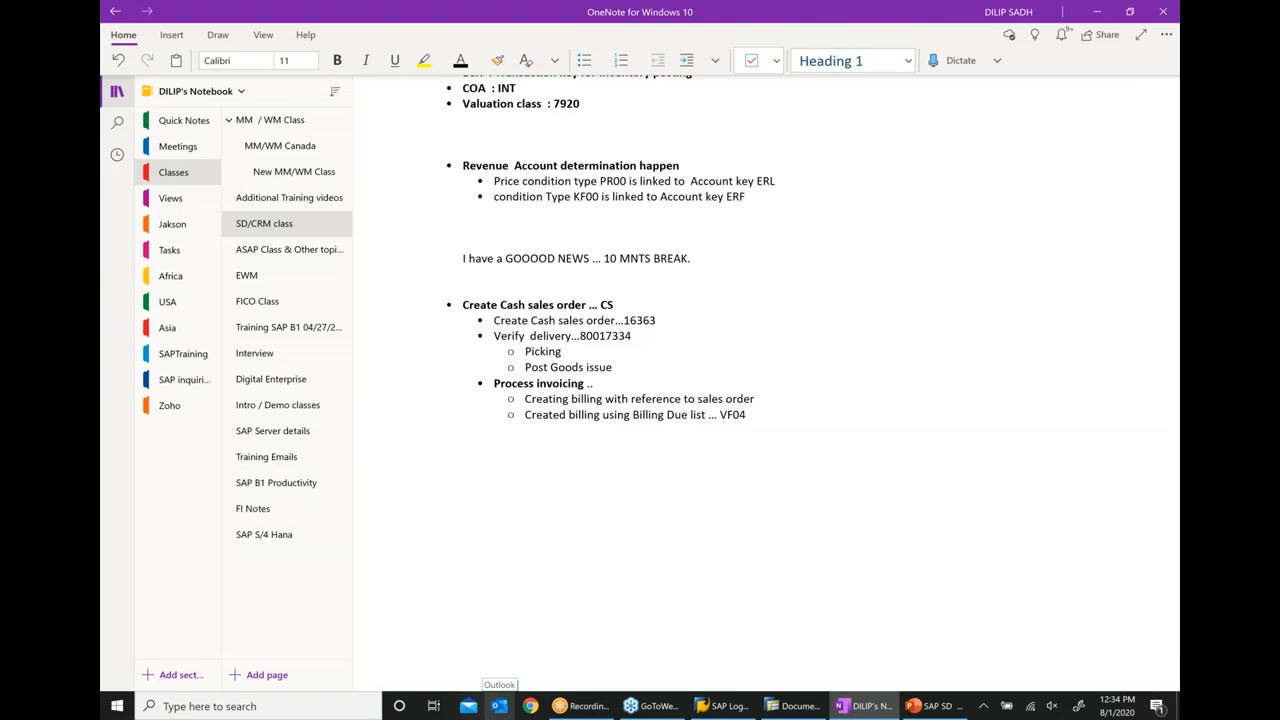 OneNote for Windows 10
DILIP SADH
Home
Insert
Draw
View
Help
Share
Calibri
11
B
I
U
A
Heading 1
Dictate
DILIP's Notebook
Quick Notes
Meetings
Classes
Views
Jakson
Tasks
Africa
USA
Asia
SAPTraining
SAP inquiri...
Zoho
Add sect...
MM / WM Class
MM/WM Canada
New MM/WM Class
Additional Training videos
SD/CRM class
ASAP Class & Other topi...
EWM
FICO Class
Training SAP B1 04/27/2...
Interview
Digital Enterprise
Intro / Demo classes
SAP Server details
Training Emails
SAP B1 Productivity
FI Notes
SAP S/4 Hana
Add page
Transaction key for inventory posting
• COA : INT
• Valuation class : 7920
• Revenue Account determination happen
• Price condition type PR00 is linked to Account key ERL
• condition Type KF00 is linked to Account key ERF
I have a GOOOOD NEWS ... 10 MNTS BREAK.
• Create Cash sales order ... CS
• Create Cash sales order...16363
• Verify delivery...80017334
o Picking
o Post Goods issue
• Process invoicing ..
o Creating billing with reference to sales order
o Created billing using Billing Due list ... VF04
Outlook
Type here to search
Recordin...
GoToWe...
SAP Log...
Docume...
DILIP's N...
SAP SD ...
12:34 PM
8/1/2020